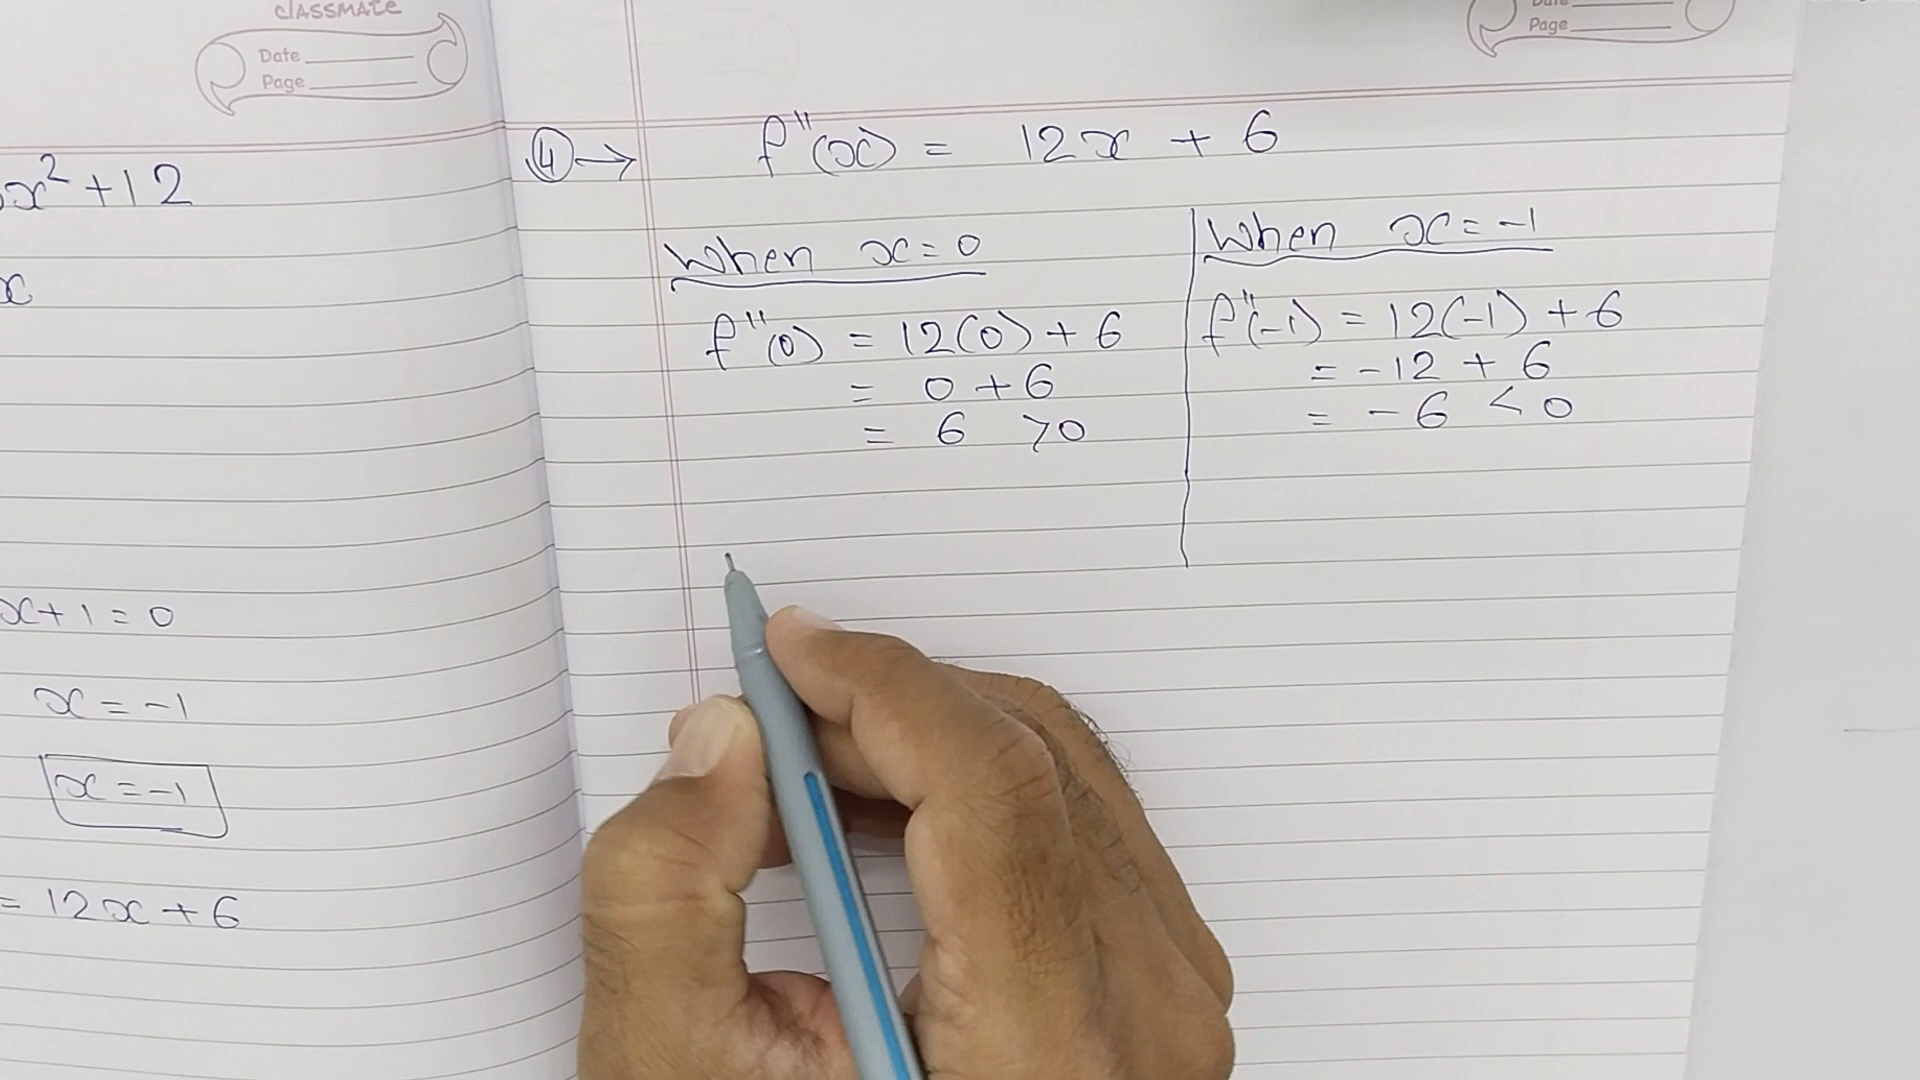 classmate
Date
Page
x² + 12
x
x + 1 = 0
x = -1
x = -1
= 12x + 6
Page
④→ f''(x) = 12x + 6
When x = 0
f''(0) = 12(0) + 6
= 0 + 6
= 6 >0
When x = -1
f''(-1) = 12(-1) + 6
= -12 + 6
= -6 < 0